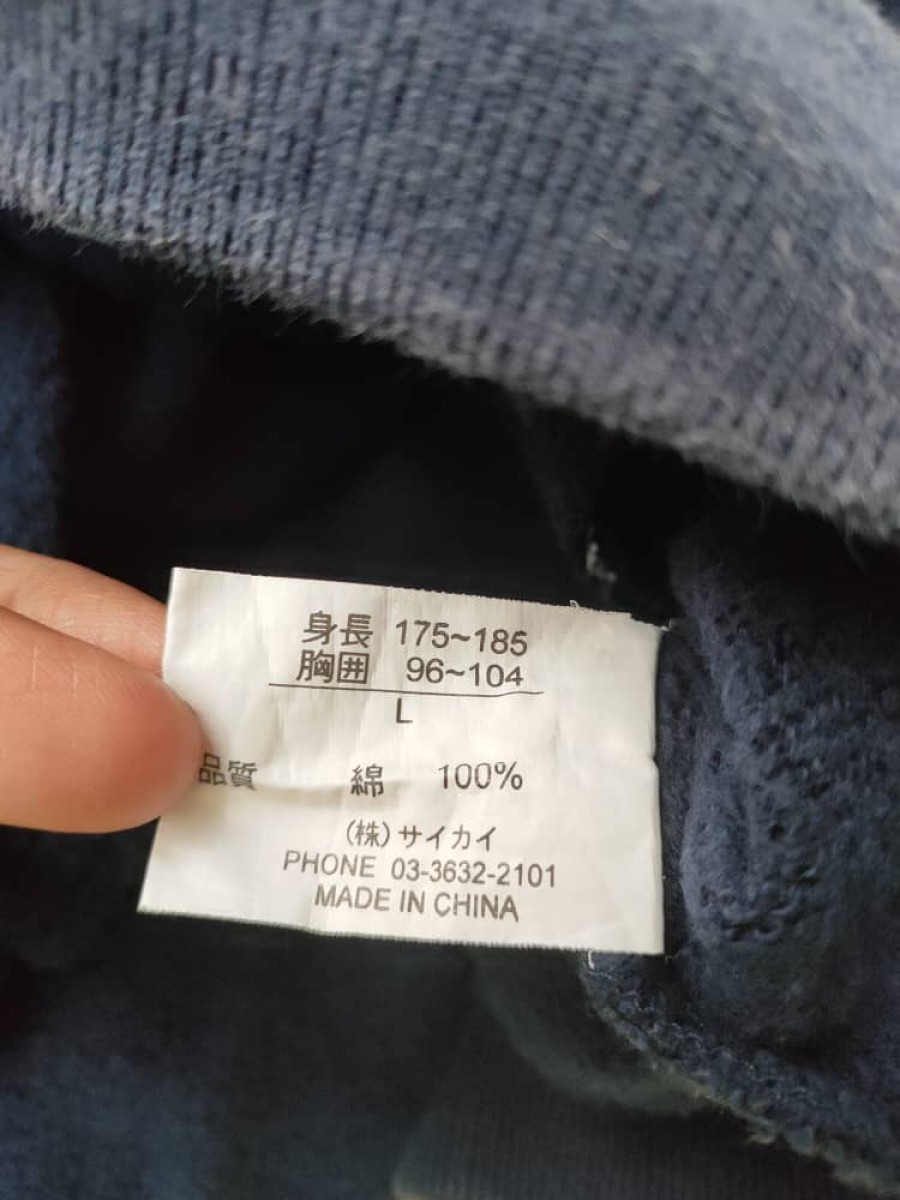 身長 175~185
胸囲 96~104
L
品質 綿 100%
(株)サイカイ
PHONE 03-3632-2101
MADE IN CHINA